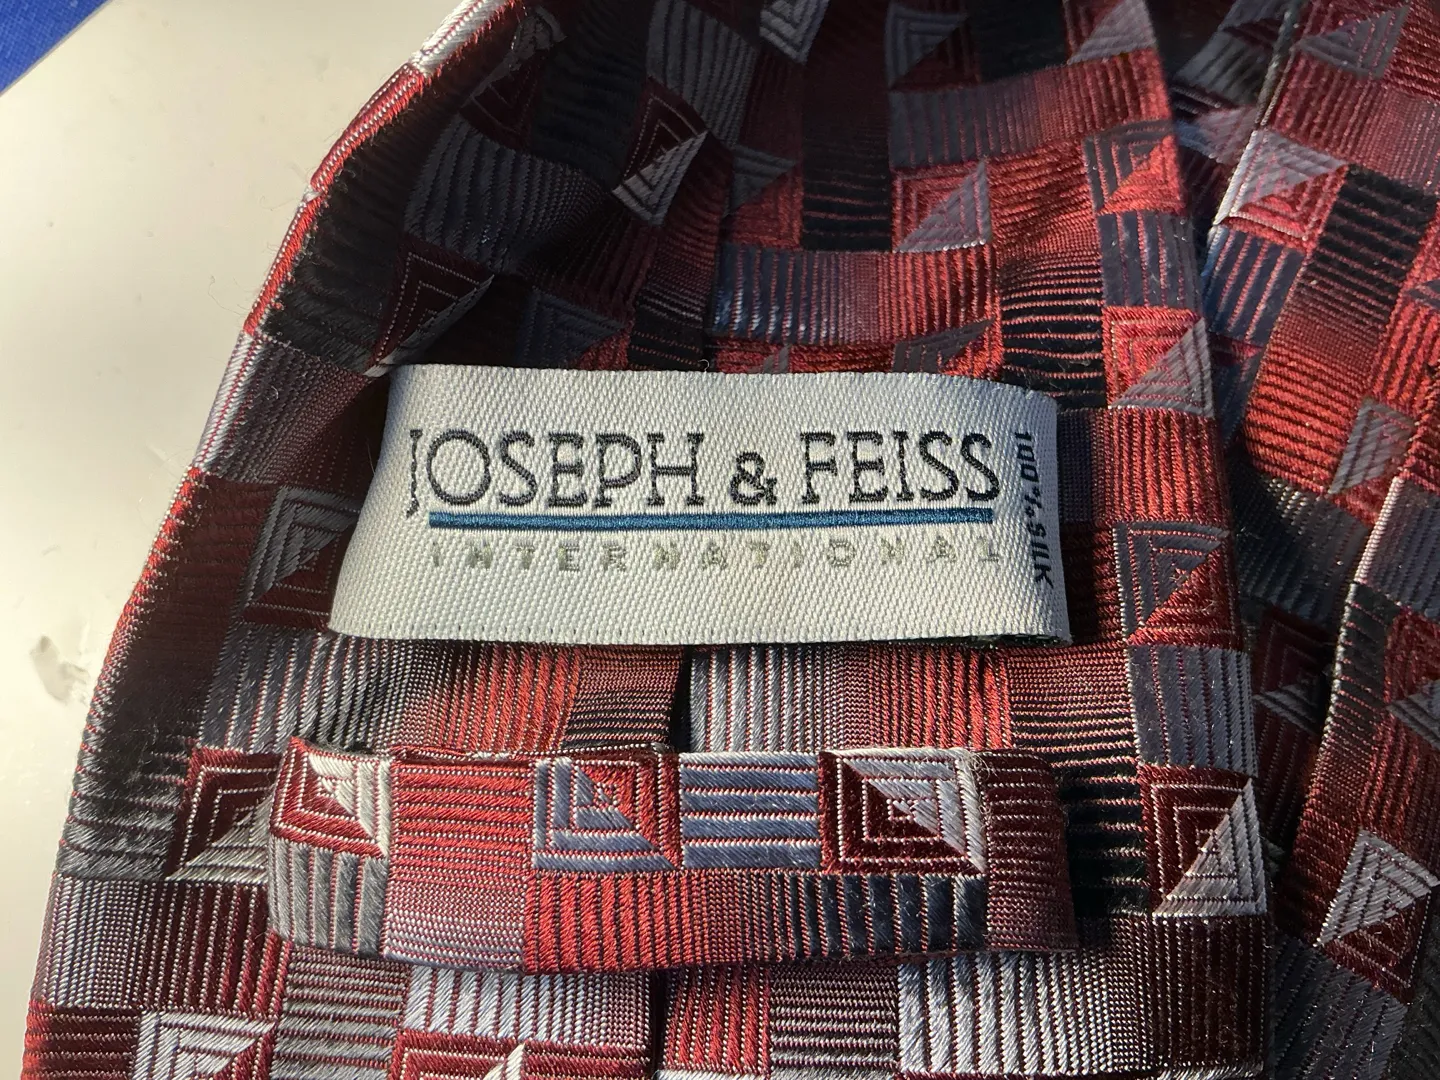 JOSEPH & FEISS
INTERNATIONAL
100% SILK